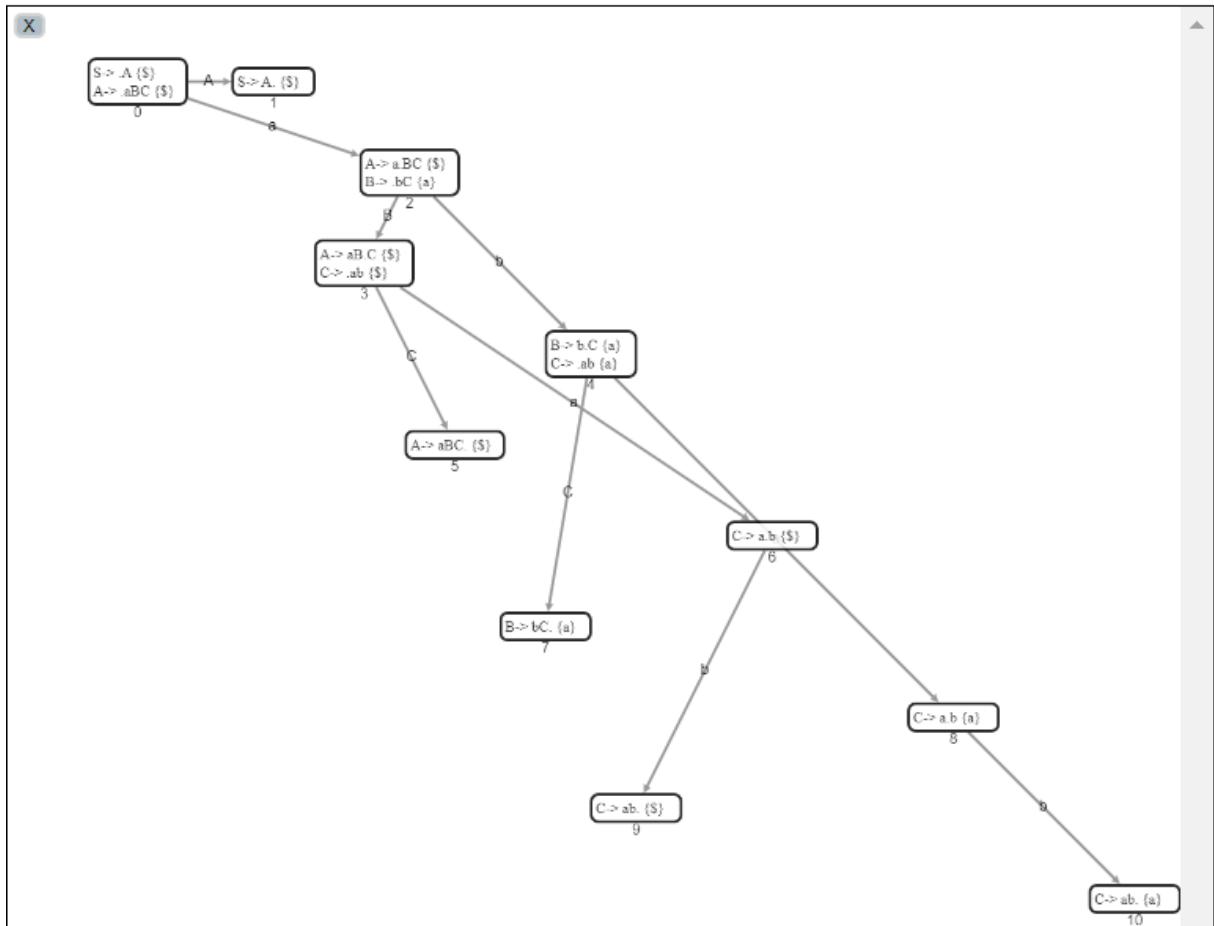 X
S-> .A {$}
A-> .aBC {$}
0
A
S->A. {$}
1
a
A-> a.BC {$}
B-> .bC {a}
2
B
b
A-> aB.C {$}
C-> .ab {$}
3
C
a
B-> b.C {a}
C-> .ab {a}
4
C
A-> aBC. {$}
5
C-> a.b {$}
6
B-> bC. {a}
7
b
C-> a.b {a}
8
b
C-> ab. {$}
9
C-> ab. {a}
10